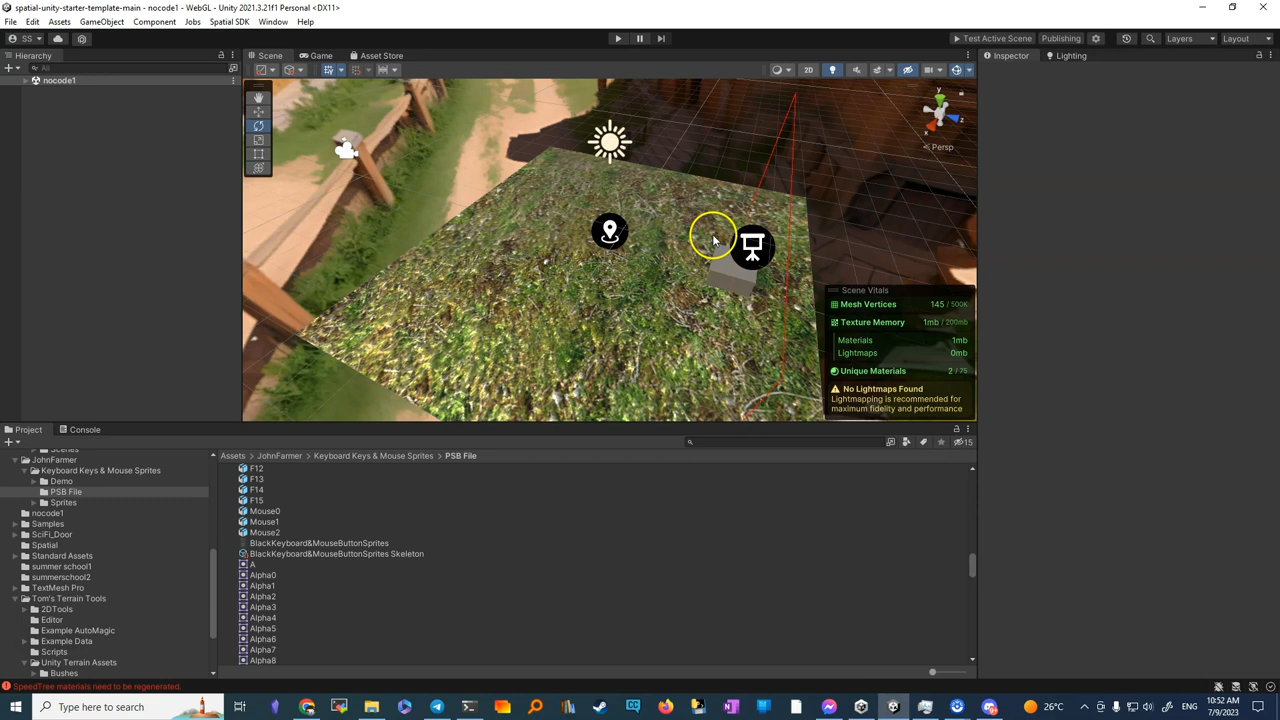 spatial-unity-starter-template-main - nocode1 - WebGL - Unity 2021.3.21f1 Personal <DX11>
File Edit Assets GameObject Component Jobs Spatial SDK Window Help
SS Test Active Scene Publishing Layers Layout
Hierarchy Scene Game Asset Store Inspector Lighting
All 2D
nocode1
y
z
x
Persp
Scene Vitals
Mesh Vertices 145 / 500K
Texture Memory 1mb / 200mb
Materials 1mb
Lightmaps 0mb
Unique Materials 2 / 75
No Lightmaps Found
Lightmapping is recommended for
maximum fidelity and performance
Project Console
15
Scenes
JohnFarmer
Keyboard Keys & Mouse Sprites
Demo
PSB File
Sprites
nocode1
Samples
SciFi_Door
Spatial
Standard Assets
summer school1
summerschool2
TextMesh Pro
Tom's Terrain Tools
2DTools
Editor
Example AutoMagic
Example Data
Scripts
Unity Terrain Assets
Bushes
Assets > JohnFarmer > Keyboard Keys & Mouse Sprites > PSB File
F12
F13
F14
F15
Mouse0
Mouse1
Mouse2
BlackKeyboard&MouseButtonSprites
BlackKeyboard&MouseButtonSprites Skeleton
A
Alpha0
Alpha1
Alpha2
Alpha3
Alpha4
Alpha5
Alpha6
Alpha7
Alpha8
SpeedTree materials need to be regenerated.
Type here to search
26°C
ENG
10:52 AM
7/9/2023